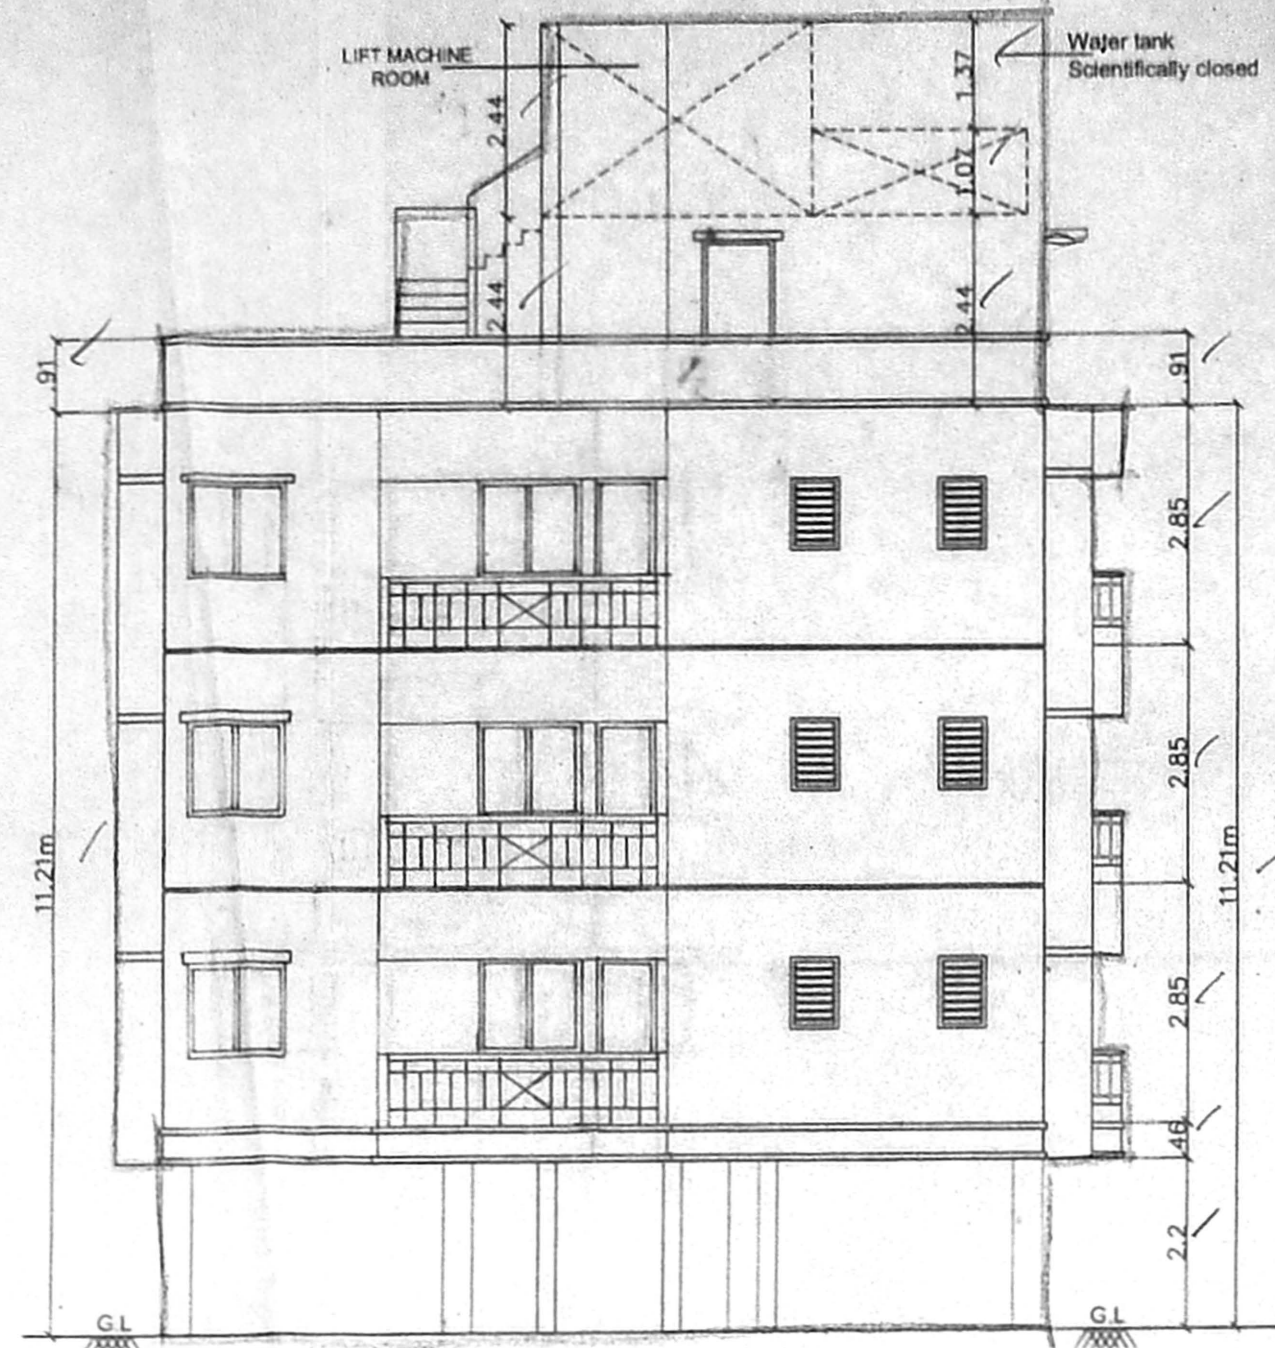 LIFT MACHINE
ROOM
Water tank
Scientifically closed
2.44
1.37
1.07
2.44
2.44
.91
.91
2.85
2.85
11.21m
11.21m
2.85
.46
2.2
G.L
G.L